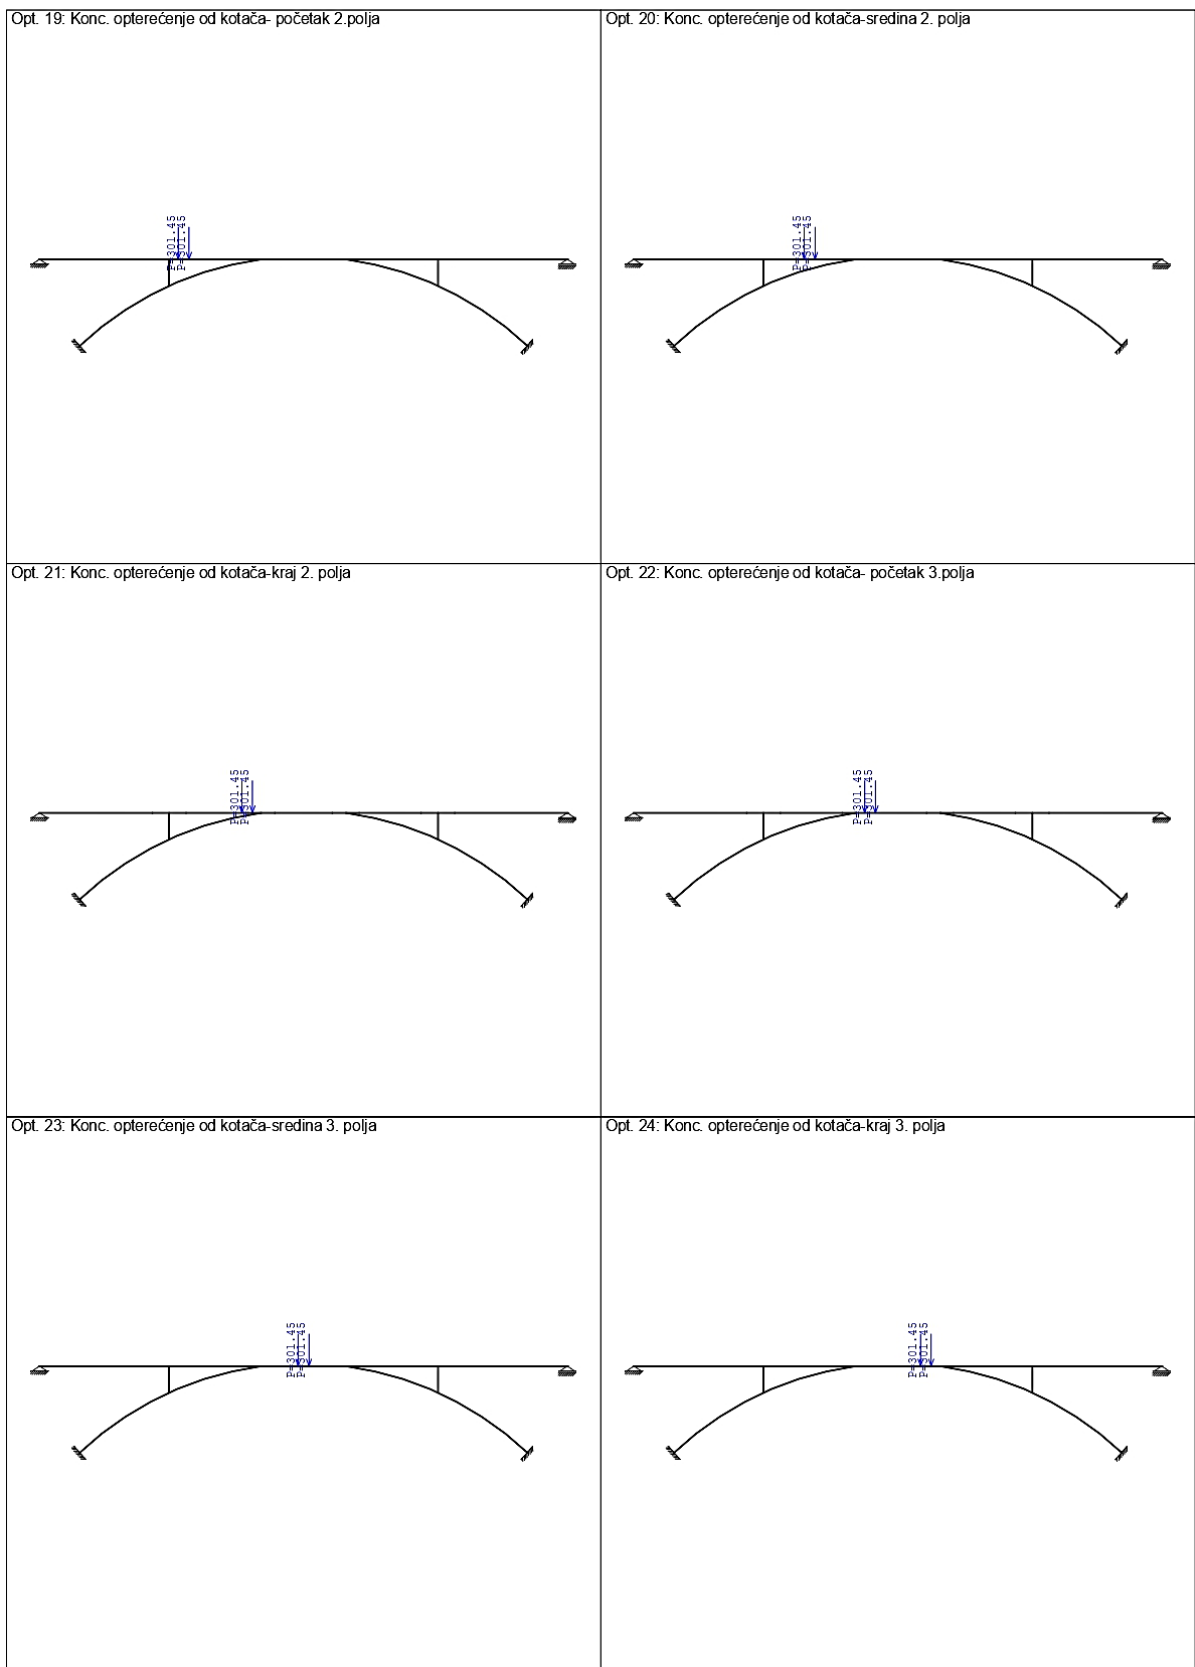 Opt. 19: Konc. opterećenje od kotača- početak 2.polja
P=301.45
P=301.45
Opt. 20: Konc. opterećenje od kotača-sredina 2. polja
P=301.45
P=301.45
Opt. 21: Konc. opterećenje od kotača-kraj 2. polja
P=301.45
P=301.45
Opt. 22: Konc. opterećenje od kotača- početak 3.polja
P=301.45
P=301.45
Opt. 23: Konc. opterećenje od kotača-sredina 3. polja
P=301.45
P=301.45
Opt. 24: Konc. opterećenje od kotača-kraj 3. polja
P=301.45
P=301.45